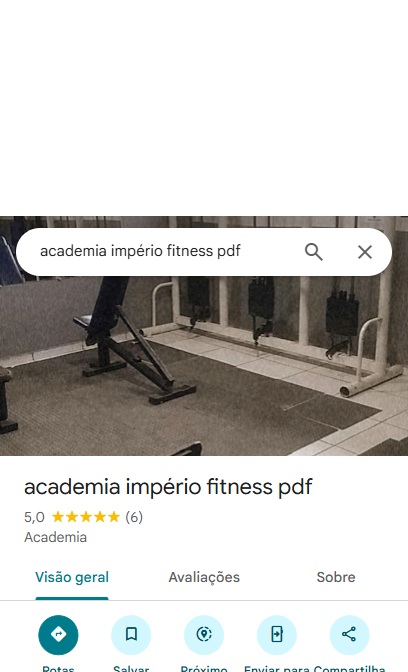 academia império fitness pdf
academia império fitness pdf
5,0 (6)
Academia
Visão geral Avaliações Sobre
Rotas Salvar Próximo Enviar para Compartilhar